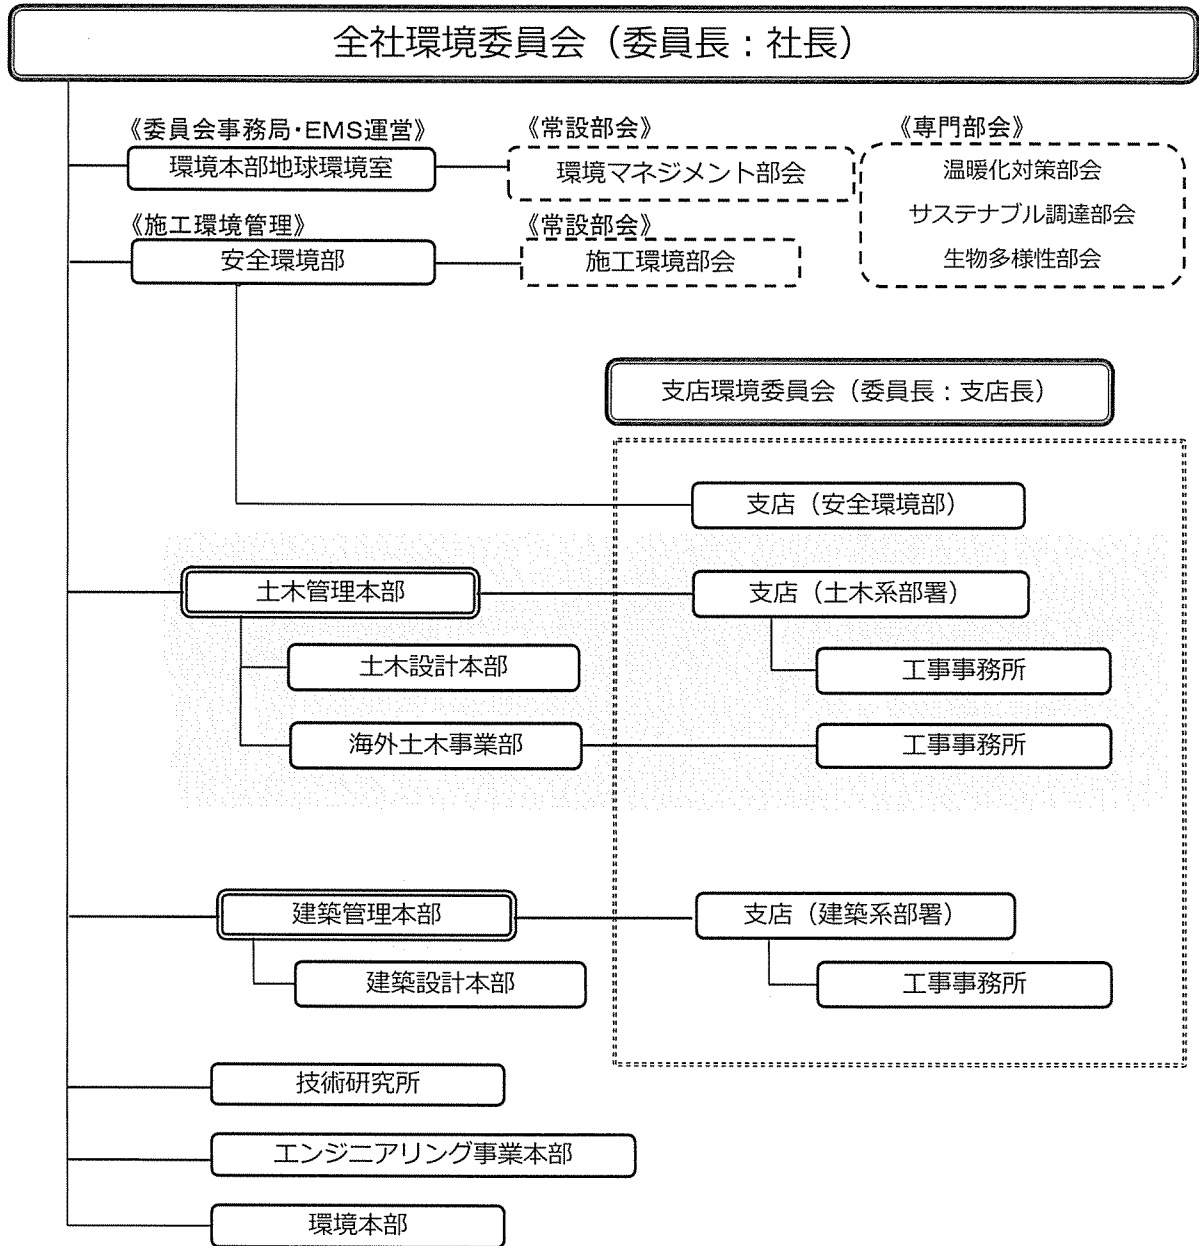 全社環境委員会（委員長：社長）
《委員会事務局・EMS運営》
環境本部地球環境室
《常設部会》
環境マネジメント部会
《専門部会》
温暖化対策部会
サステナブル調達部会
生物多様性部会
《施工環境管理》
安全環境部
《常設部会》
施工環境部会
支店環境委員会（委員長：支店長）
支店（安全環境部）
土木管理本部
支店（土木系部署）
土木設計本部
工事事務所
海外土木事業部
工事事務所
建築管理本部
支店（建築系部署）
建築設計本部
工事事務所
技術研究所
エンジニアリング事業本部
環境本部